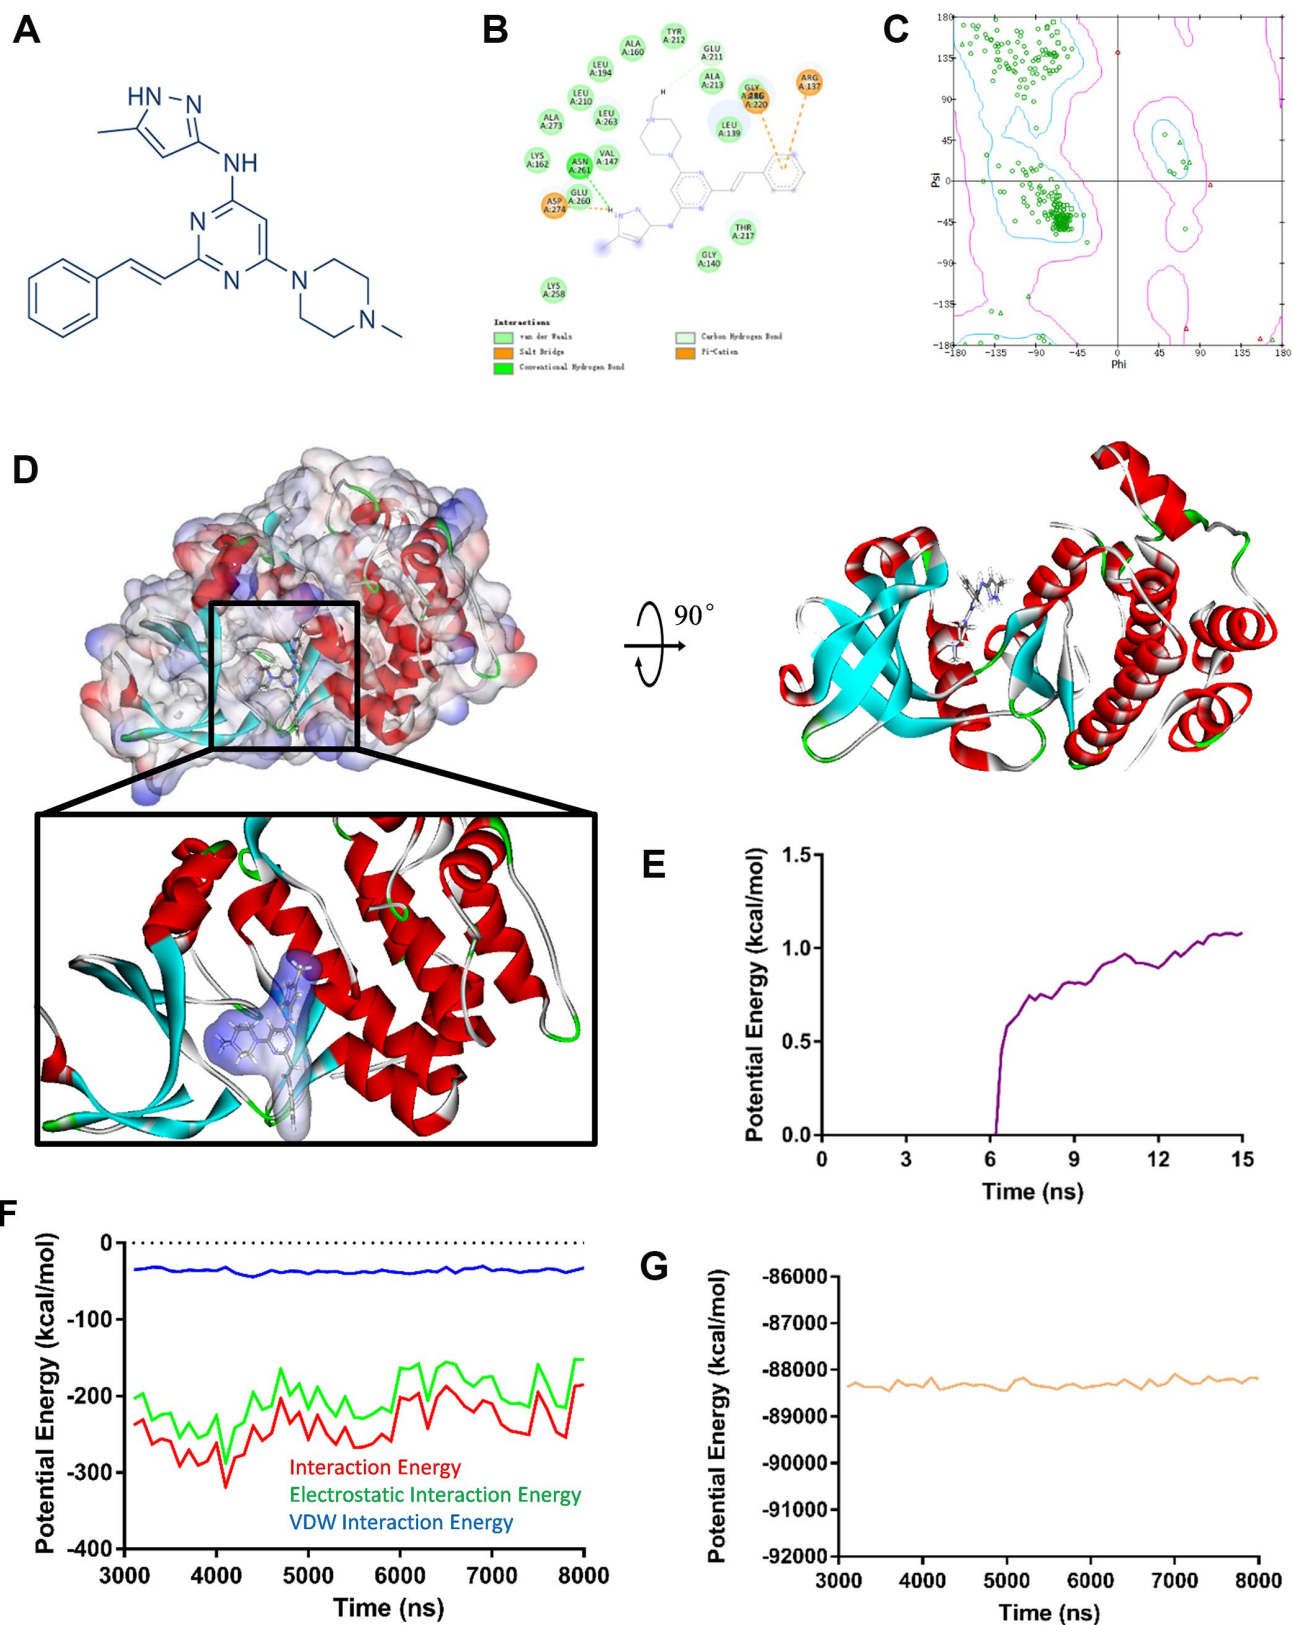 A
HN
N
NH
N
N
N
N
B
TYR
A:212
ALA
A:160
GLU
A:211
LEU
A:194
ALA
A:213
ARG
A:137
LEU
A:210
GLY
A:220
ALA
A:273
LEU
A:263
LEU
A:139
LYS
A:162
ASN
A:261
VAL
A:147
ASP
A:274
GLU
A:260
THR
A:217
GLY
A:140
LYS
A:258
H
H
Interactions
van der Waals
Salt Bridge
Conventional Hydrogen Bond
Carbon Hydrogen Bond
Pi-Cation
C
180
135
90
45
0
-45
-90
-135
-180
Psi
-180 -135 -90 -45 0 45 90 135 180
Phi
D
90°
E
Potential Energy (kcal/mol)
1.5
1.0
0.5
0.0
0 3 6 9 12 15
Time (ns)
F
Potential Energy (kcal/mol)
0
-100
-200
-300
-400
Interaction Energy
Electrostatic Interaction Energy
VDW Interaction Energy
3000 4000 5000 6000 7000 8000
Time (ns)
G
Potential Energy (kcal/mol)
-86000
-87000
-88000
-89000
-90000
-91000
-92000
3000 4000 5000 6000 7000 8000
Time (ns)